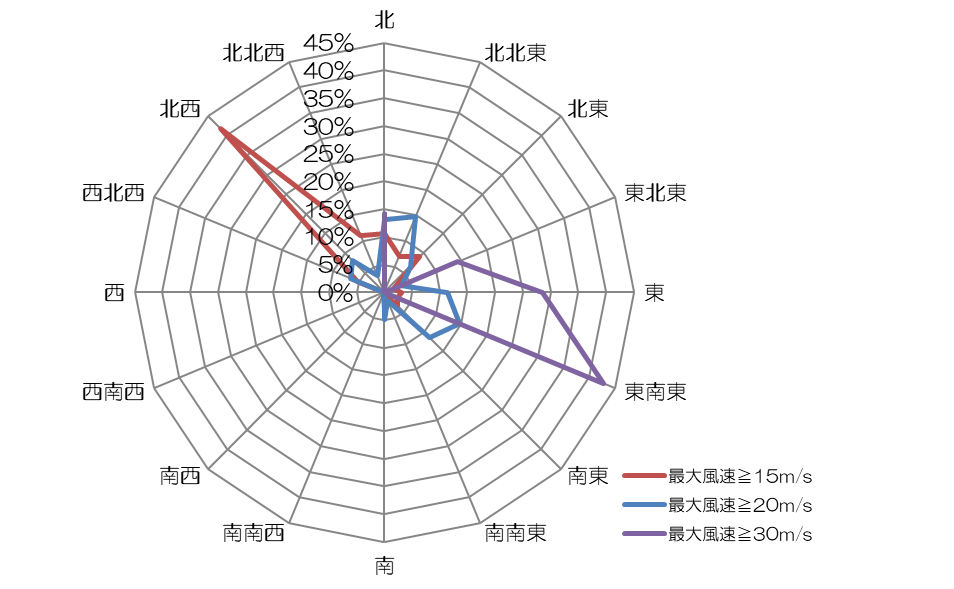 北
45%
北北西
北北東
40%
35%
北西
北東
30%
25%
20%
西北西
東北東
15%
10%
5%
0%
西
東
西南西
東南東
南西
南東
最大風速≧15m/s
最大風速≧20m/s
南南西
南南東
最大風速≧30m/s
南